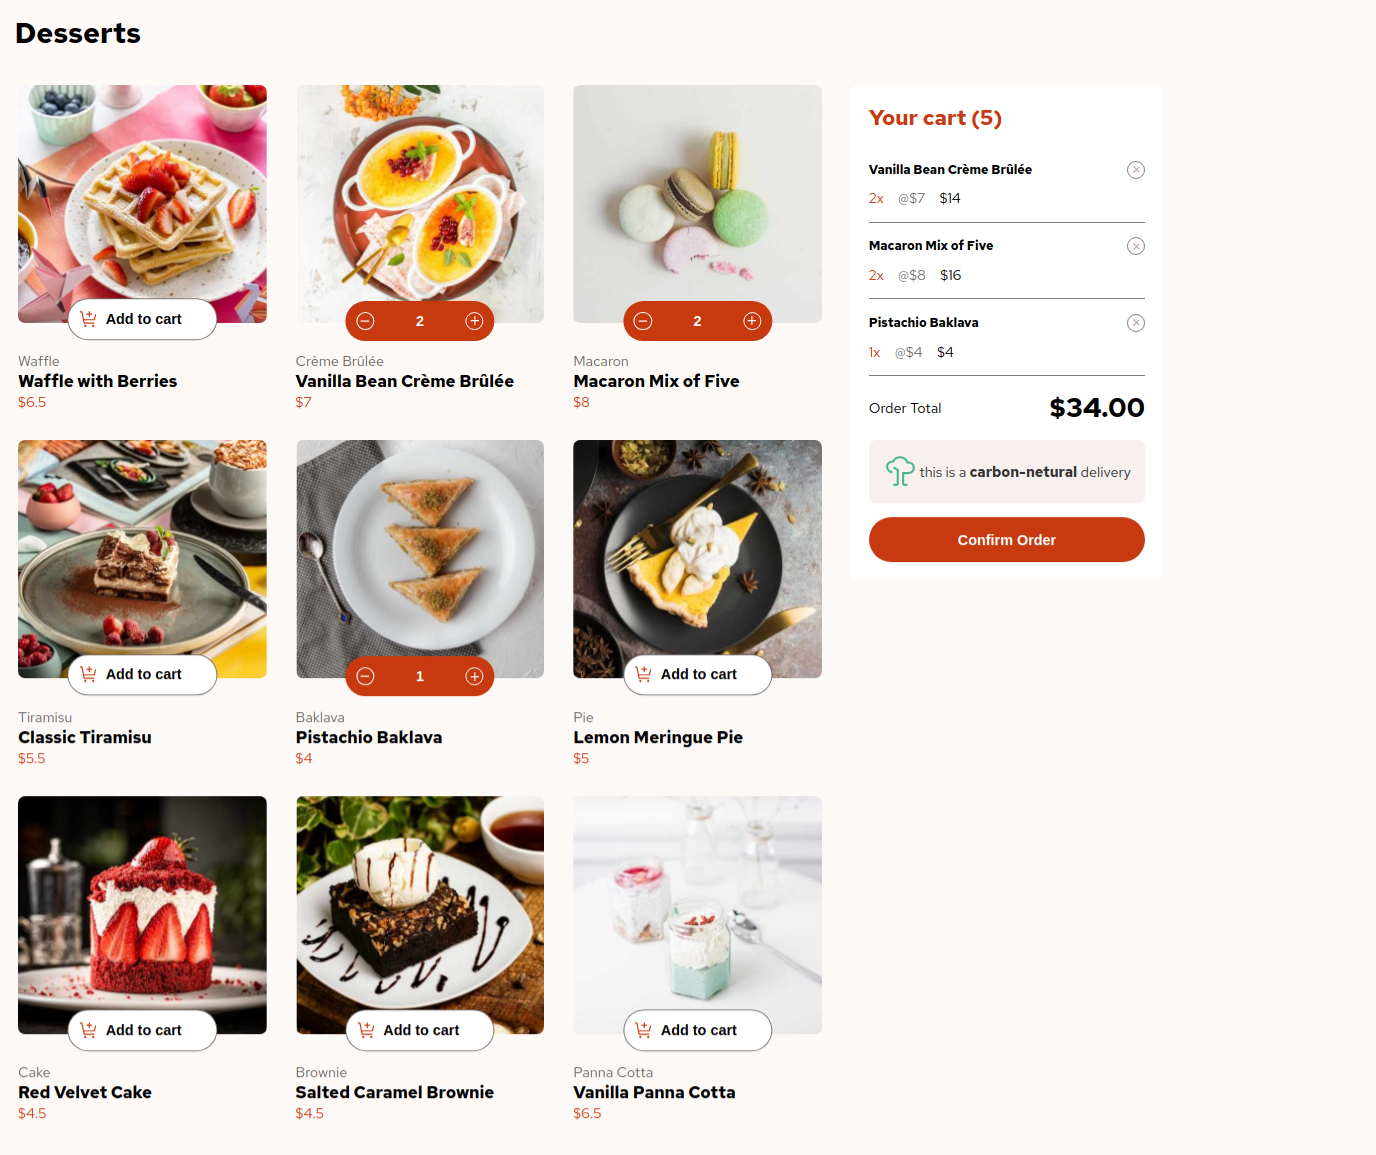 Desserts
Add to cart
Waffle
Waffle with Berries
$6.5
2
Crème Brûlée
Vanilla Bean Crème Brûlée
$7
2
Macaron
Macaron Mix of Five
$8
Add to cart
Tiramisu
Classic Tiramisu
$5.5
1
Baklava
Pistachio Baklava
$4
Add to cart
Pie
Lemon Meringue Pie
$5
Add to cart
Cake
Red Velvet Cake
$4.5
Add to cart
Brownie
Salted Caramel Brownie
$4.5
Add to cart
Panna Cotta
Vanilla Panna Cotta
$6.5
Your cart (5)
Vanilla Bean Crème Brûlée
2x @$7 $14
Macaron Mix of Five
2x @$8 $16
Pistachio Baklava
1x @$4 $4
Order Total $34.00
this is a carbon-netural delivery
Confirm Order